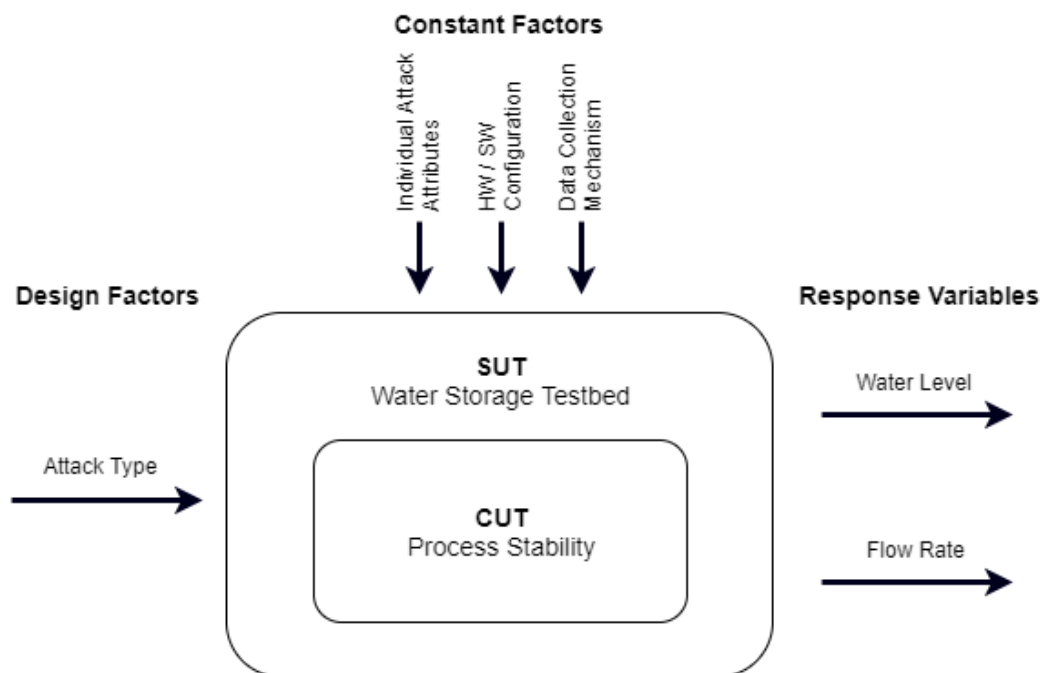 Constant Factors
Individual Attack
Attributes
HW / SW
Configuration
Data Collection
Mechanism
Design Factors
Response Variables
SUT
Water Storage Testbed
Water Level
Attack Type
CUT
Process Stability
Flow Rate